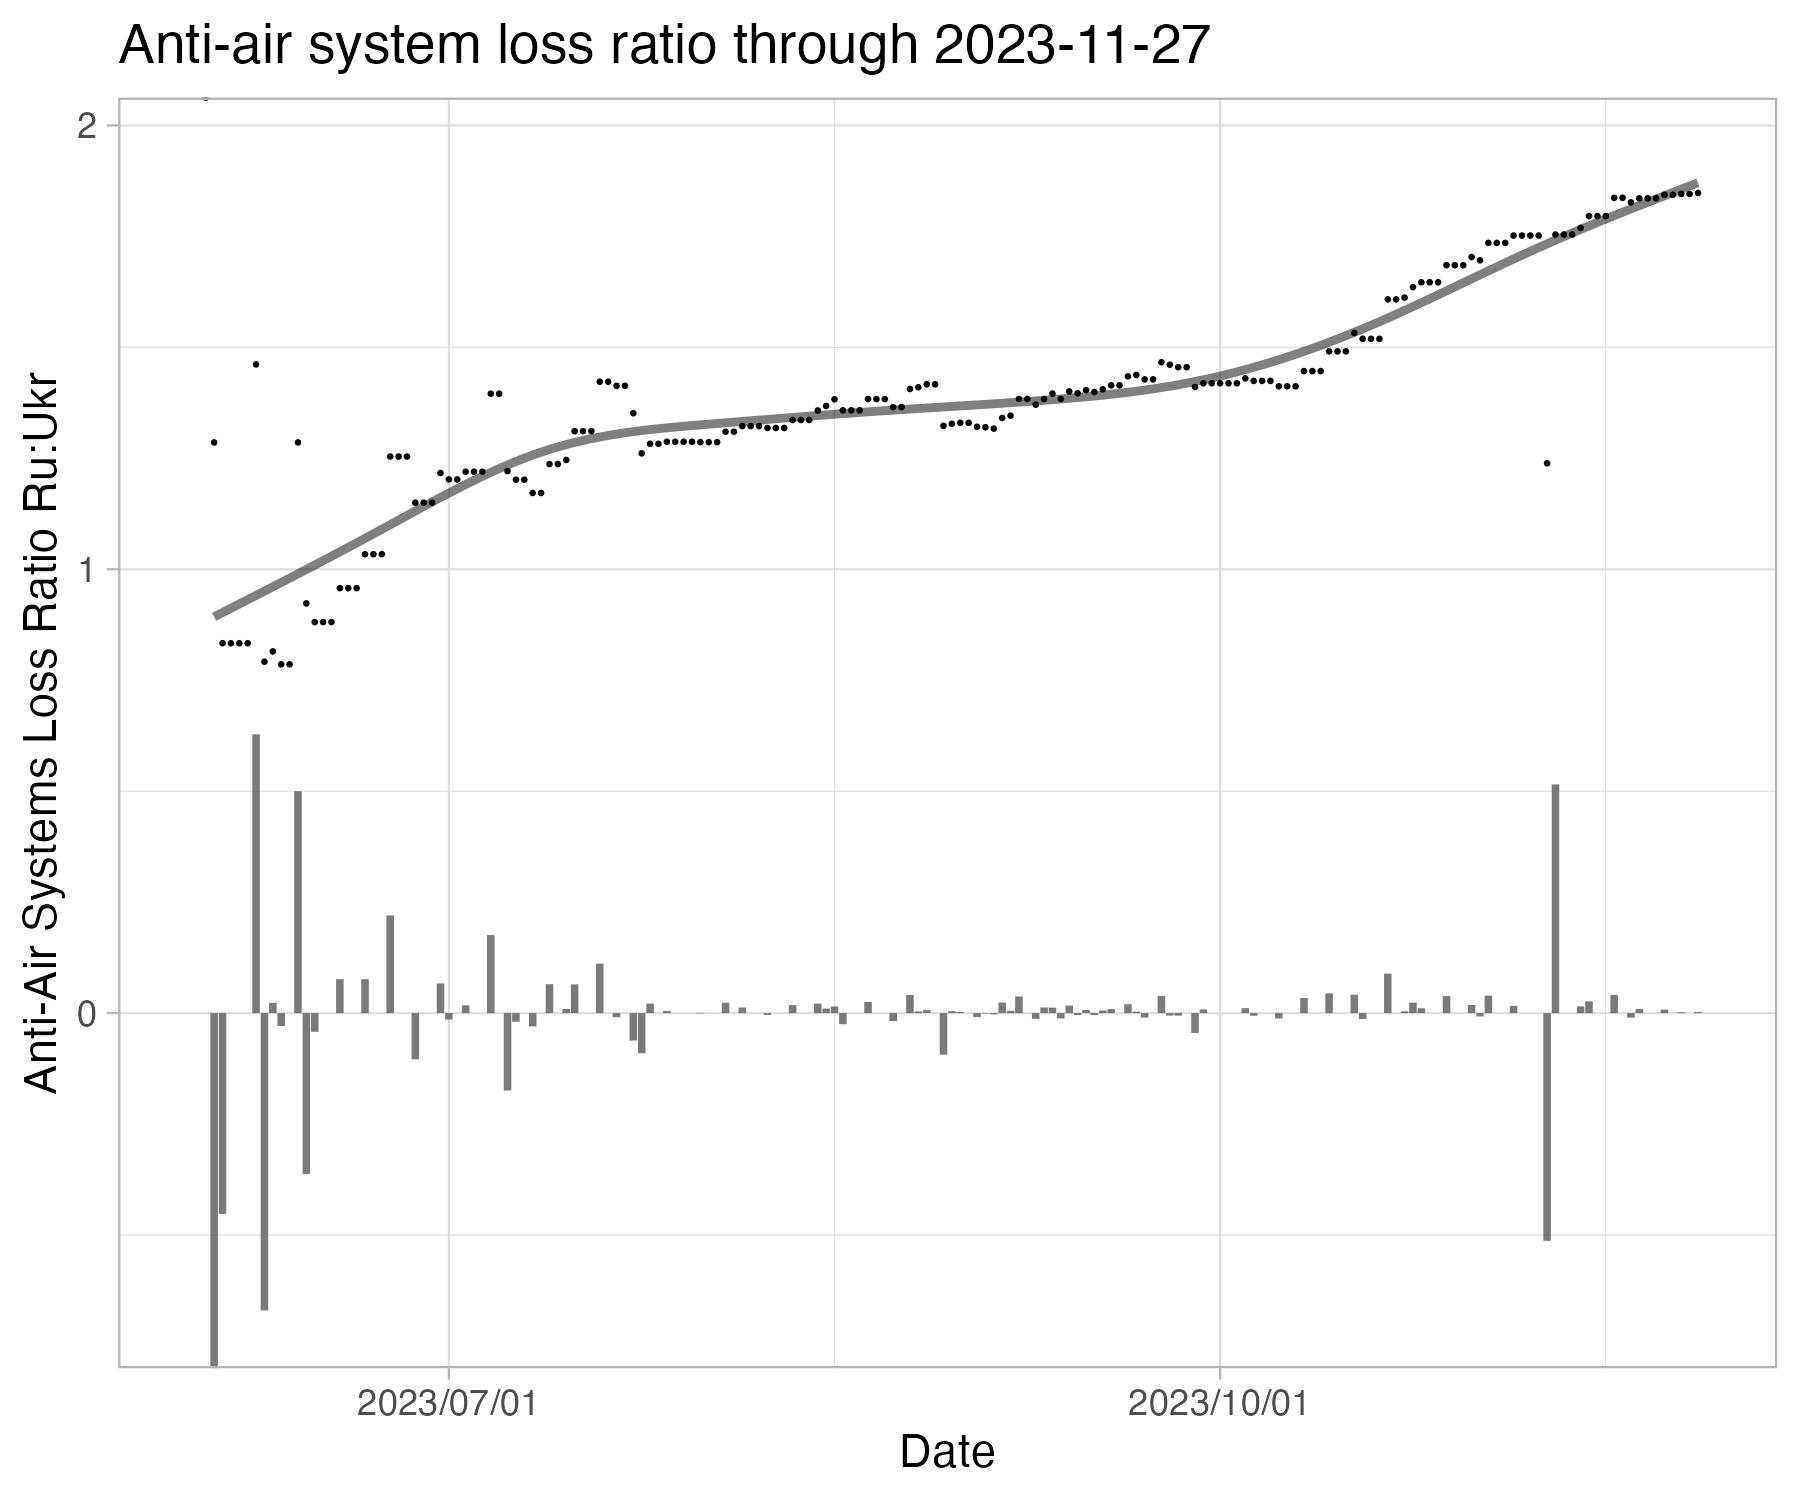 Anti-air system loss ratio through 2023-11-27
Anti-Air Systems Loss Ratio Ru:Ukr
2
1
0
2023/07/01
2023/10/01
Date